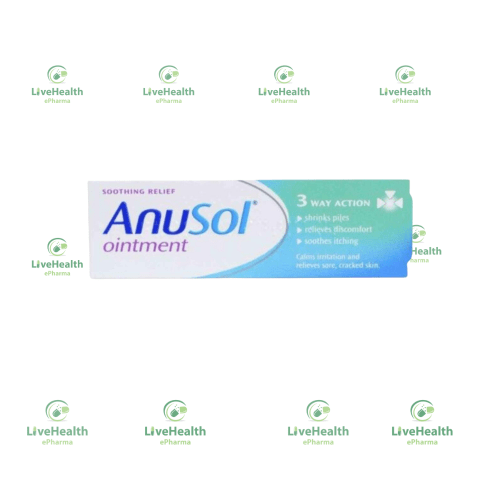 LiveHealth
ePharma
LiveHealth
ePharma
LiveHealth
ePharma
LiveHealth
ePharma
SOOTHING RELIEF
AnuSol®
ointment
3 WAY ACTION
shrinks piles
relieves discomfort
soothes itching
Calms irritation and
relieves sore, cracked skin
LiveHealth
ePharma
Health
Pharma
LiveHealth
ePharma
LiveHealth
ePharma
LiveHealth
ePharma
LiveHealth
ePharma